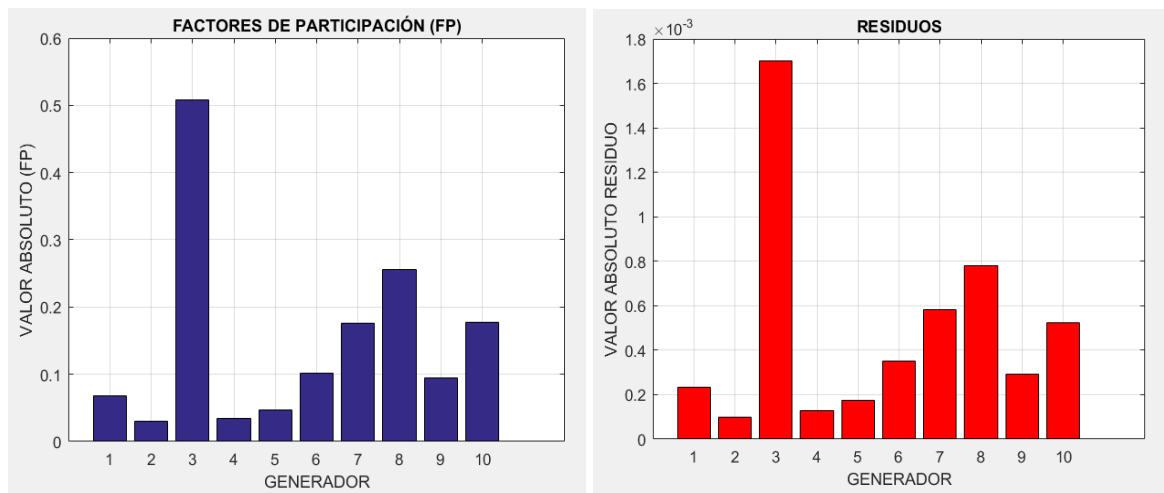 FACTORES DE PARTICIPACIÓN (FP)
0.6
0.5
0.4
0.3
0.2
0.1
0
VALOR ABSOLUTO (FP)
1 2 3 4 5 6 7 8 9 10
GENERADOR
RESIDUOS
×10-3
1.8
1.6
1.4
1.2
1
0.8
0.6
0.4
0.2
0
VALOR ABSOLUTO RESIDUO
1 2 3 4 5 6 7 8 9 10
GENERADOR